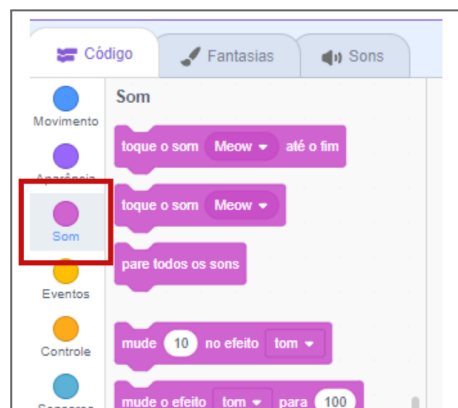 Código
Fantasias
Sons
Som
Movimento
toque o som Meow até o fim
Aparência
toque o som Meow
Som
pare todos os sons
Eventos
mude 10 no efeito tom
Controle
mude o efeito tom para 100